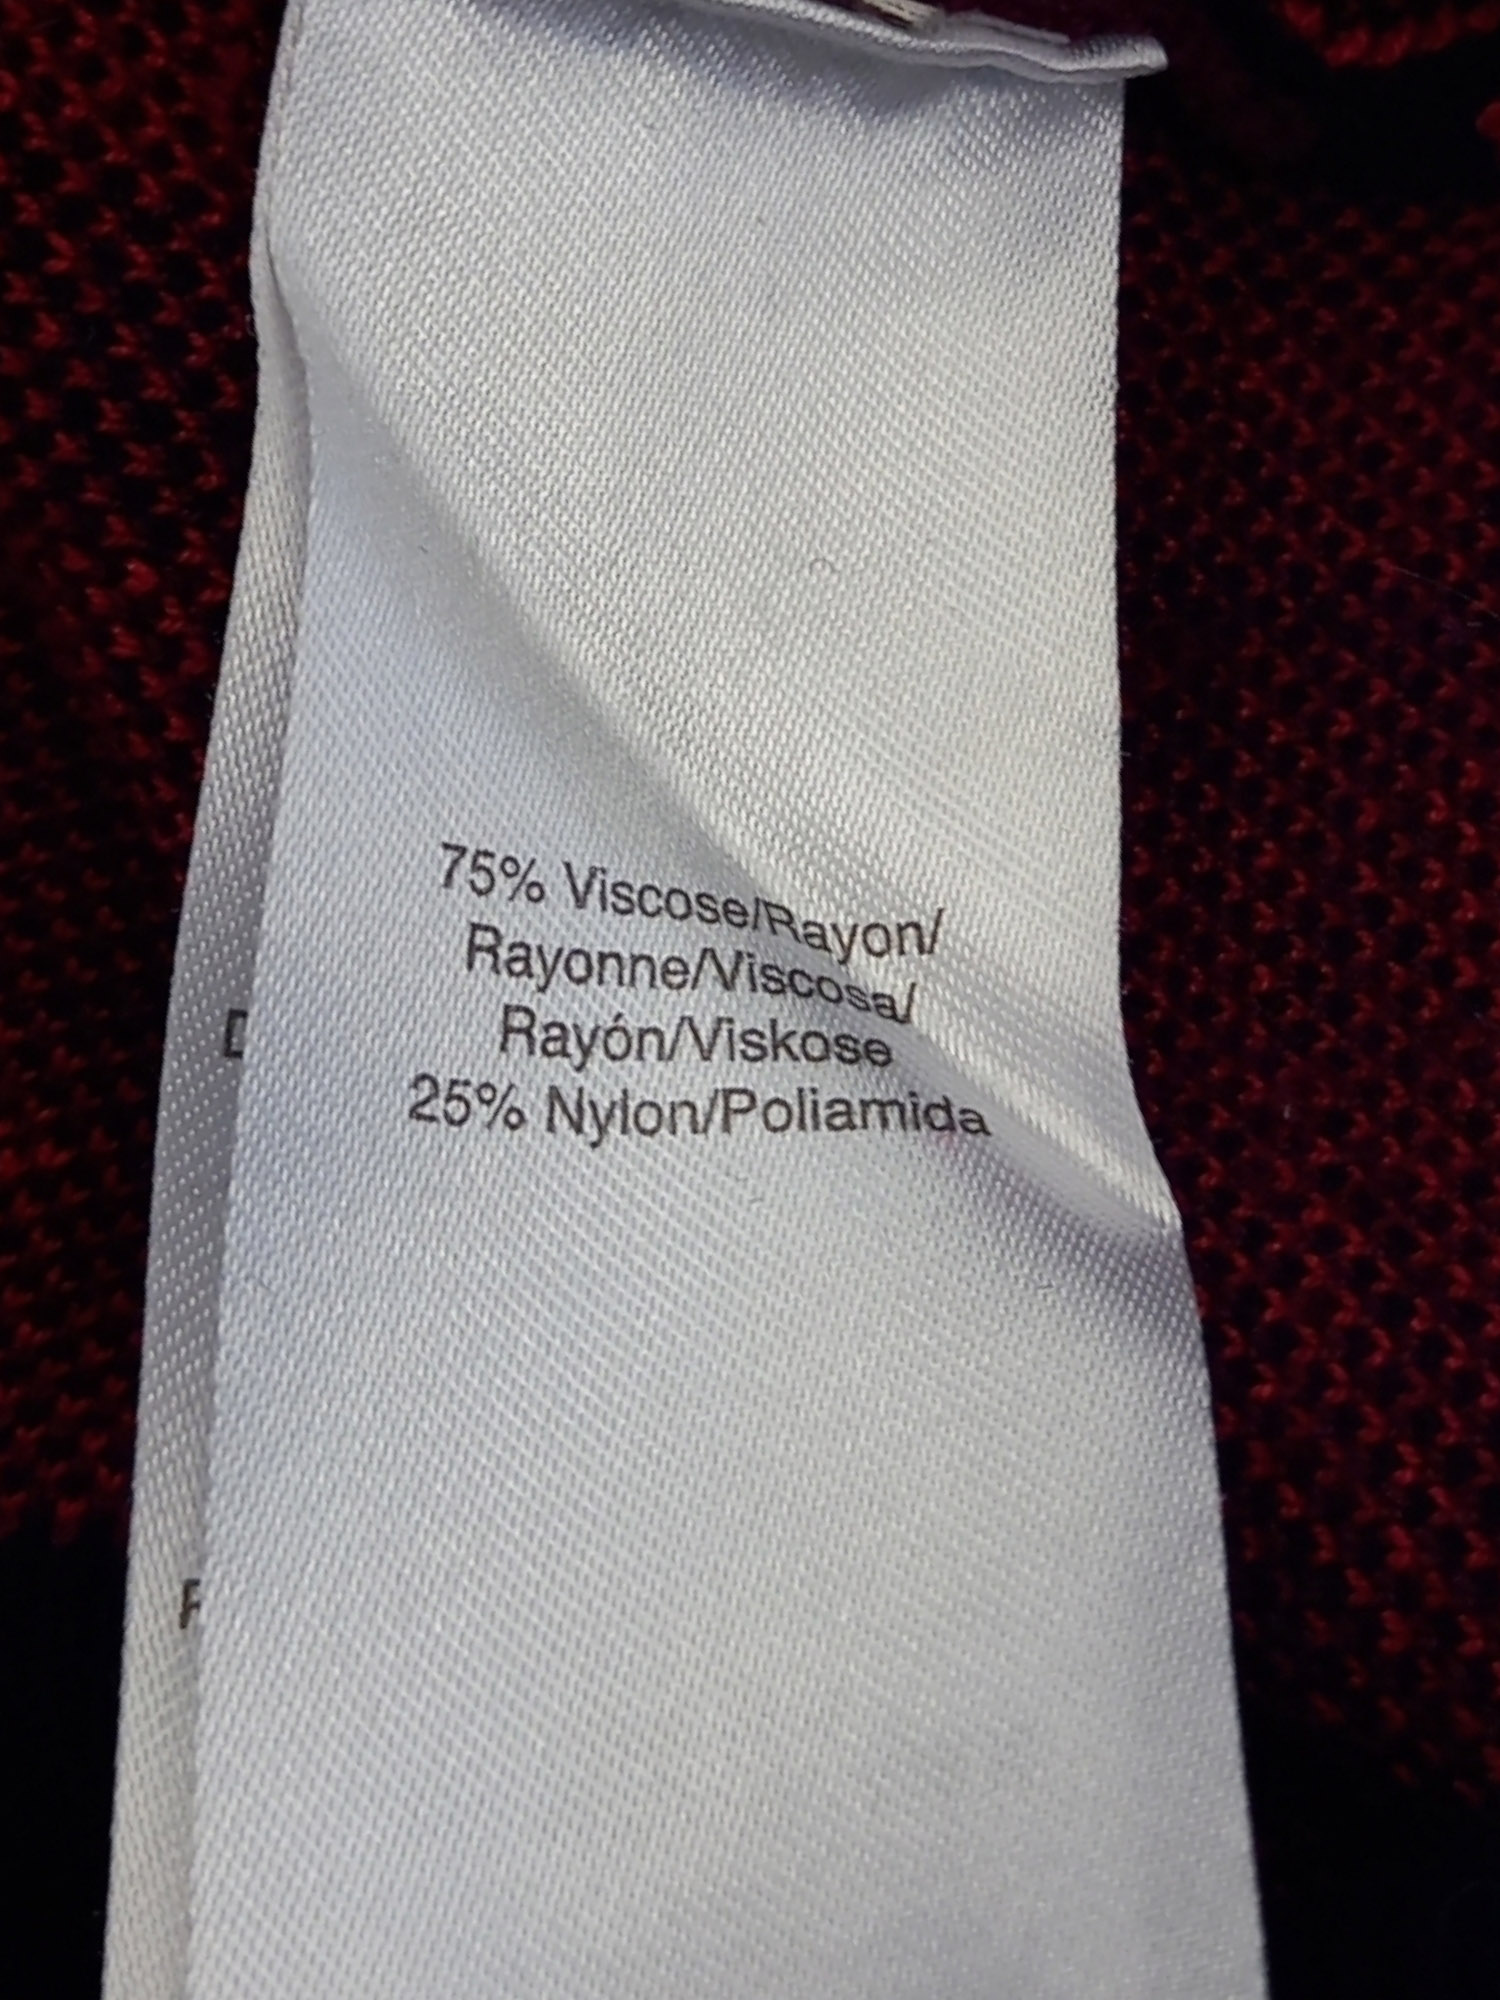 75% Viscose/Rayon/
Rayonne/Viscosa/
Rayón/Viskose
25% Nylon/Poliamida